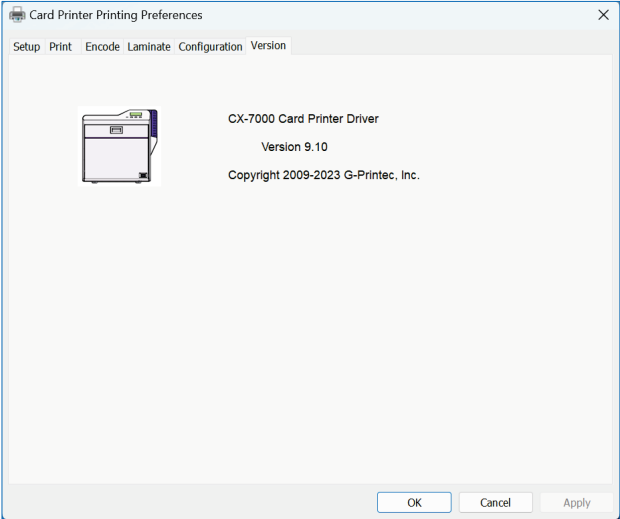 Card Printer Printing Preferences
Setup Print Encode Laminate Configuration Version
CX-7000 Card Printer Driver
Version 9.10
Copyright 2009-2023 G-Printec, Inc.
OK Cancel Apply